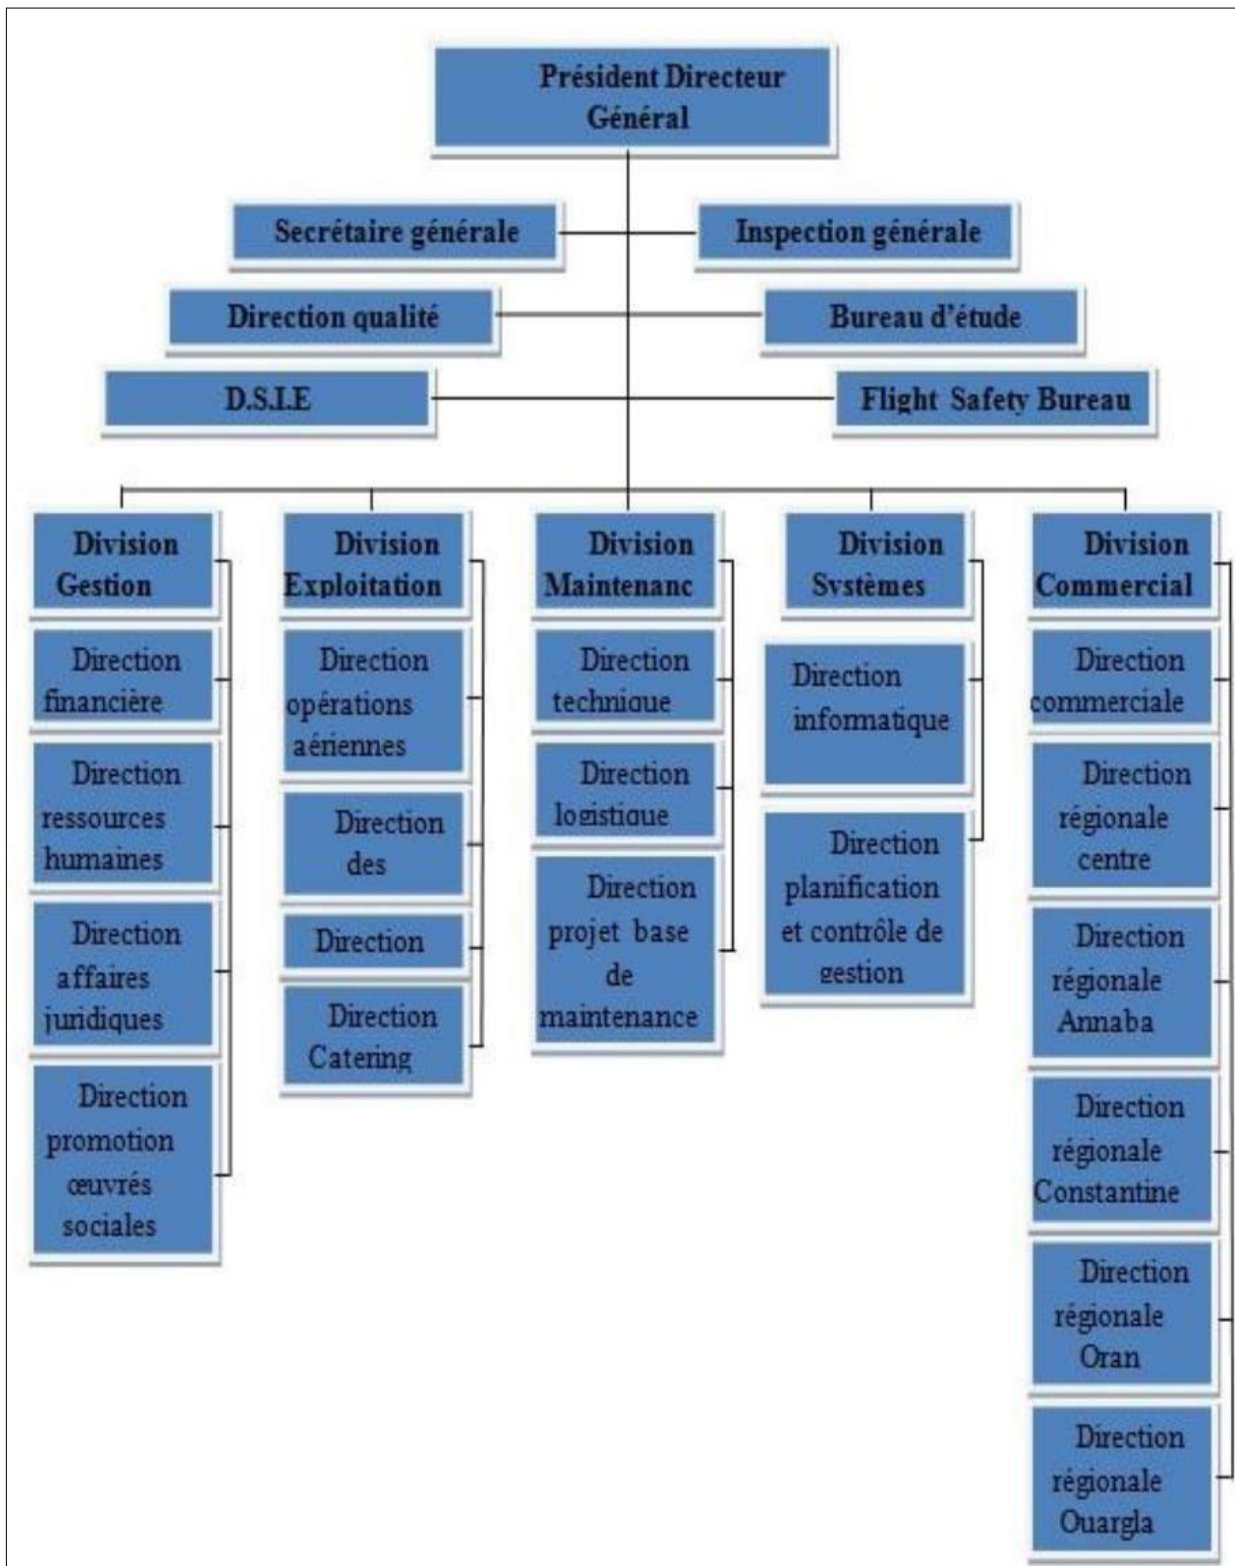 Président Directeur
Général
Secrétaire générale
Inspection générale
Direction qualité
Bureau d'étude
D.S.I.E
Flight Safety Bureau
Division
Gestion
Direction
financière
Direction
ressources
humaines
Direction
affaires
juridiques
Direction
promotion
œuvrés
sociales
Division
Exploitation
Direction
opérations
aériennes
Direction
des
Direction
Direction
Catering
Division
Maintenanc
Direction
technique
Direction
logistique
Direction
projet base
de
maintenance
Division
Systèmes
Direction
informatique
Direction
planification
et contrôle de
gestion
Division
Commercial
Direction
commerciale
Direction
régionale
centre
Direction
régionale
Annaba
Direction
régionale
Constantine
Direction
régionale
Oran
Direction
régionale
Ouargla